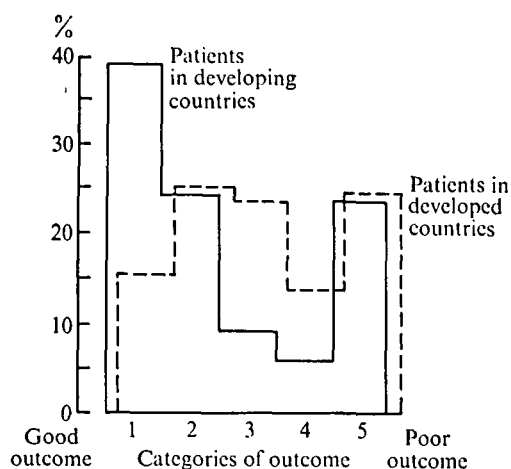 %
40
30
20
10
0
Patients
in developing
countries
Patients in
developed
countries
1 2 3 4 5
Good
outcome
Categories of outcome
Poor
outcome